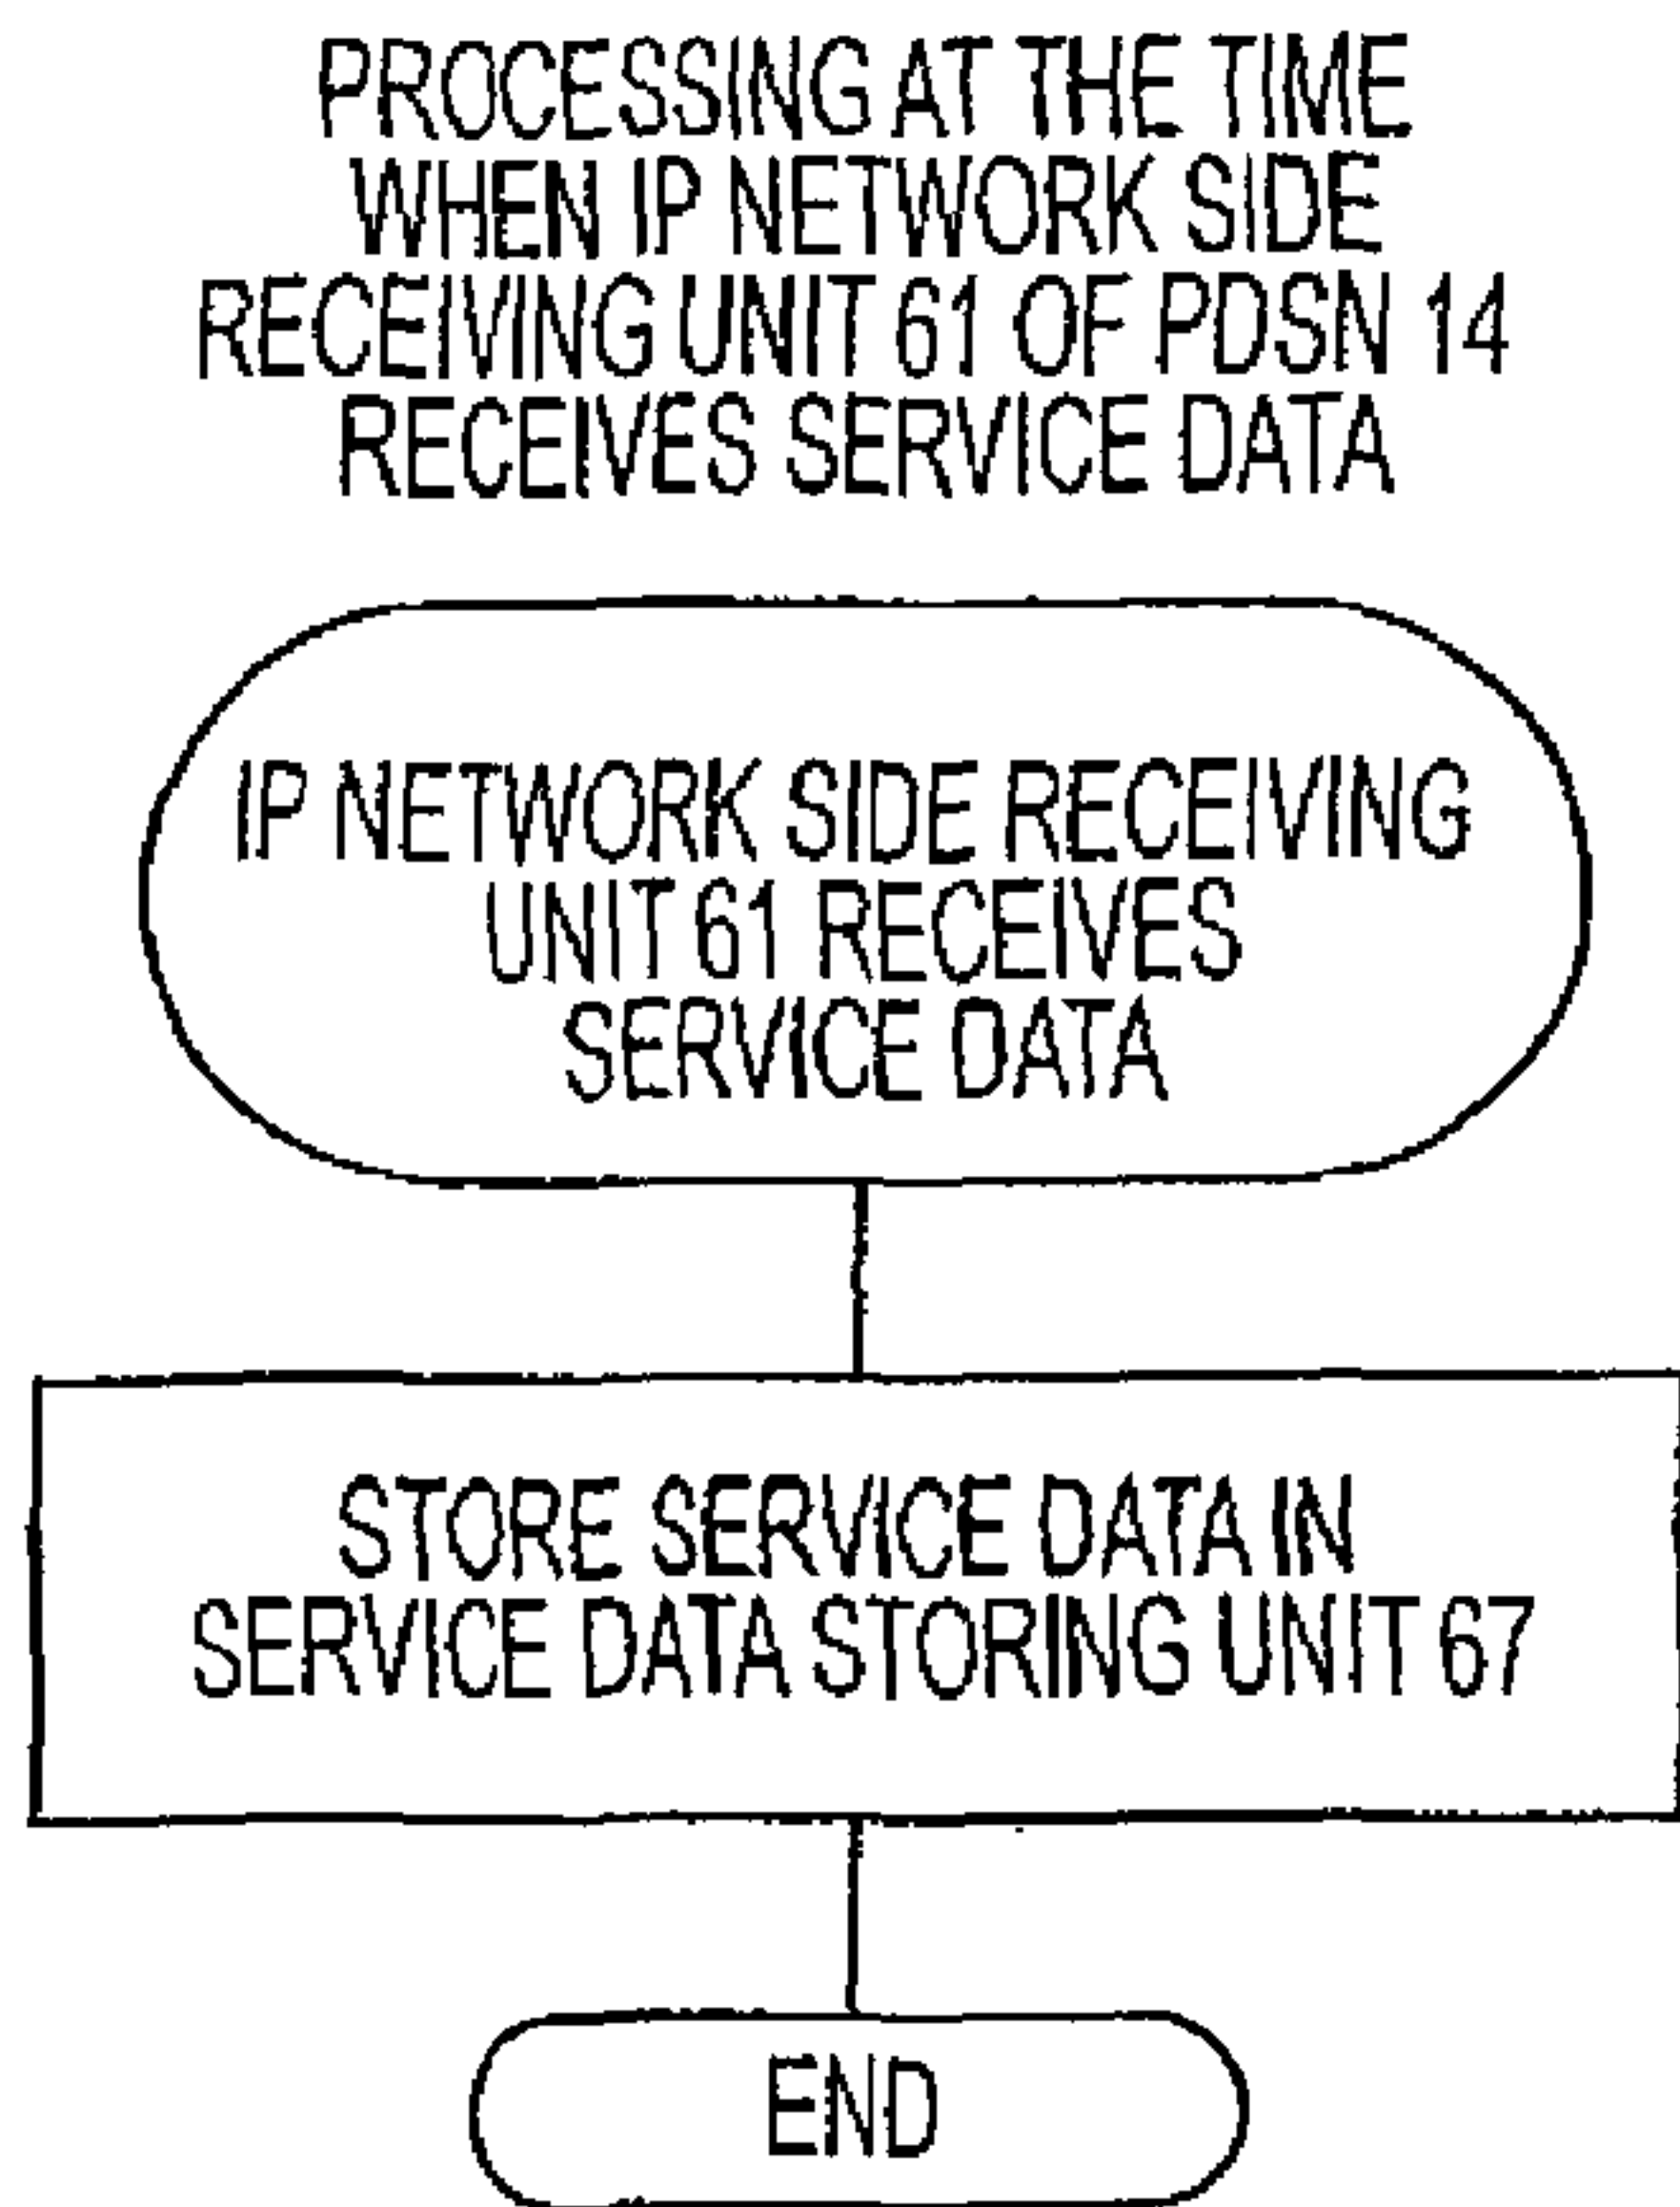 PROCESSING AT THE TIME
WHEN IP NETWORK SIDE
RECEIVING UNIT 61 OF PDSN 14
RECEIVES SERVICE DATA
IP NETWORK SIDE RECEIVING
UNIT 61 RECEIVES
SERVICE DATA
STORE SERVICE DATA IN
SERVICE DATA STORING UNIT 67
END